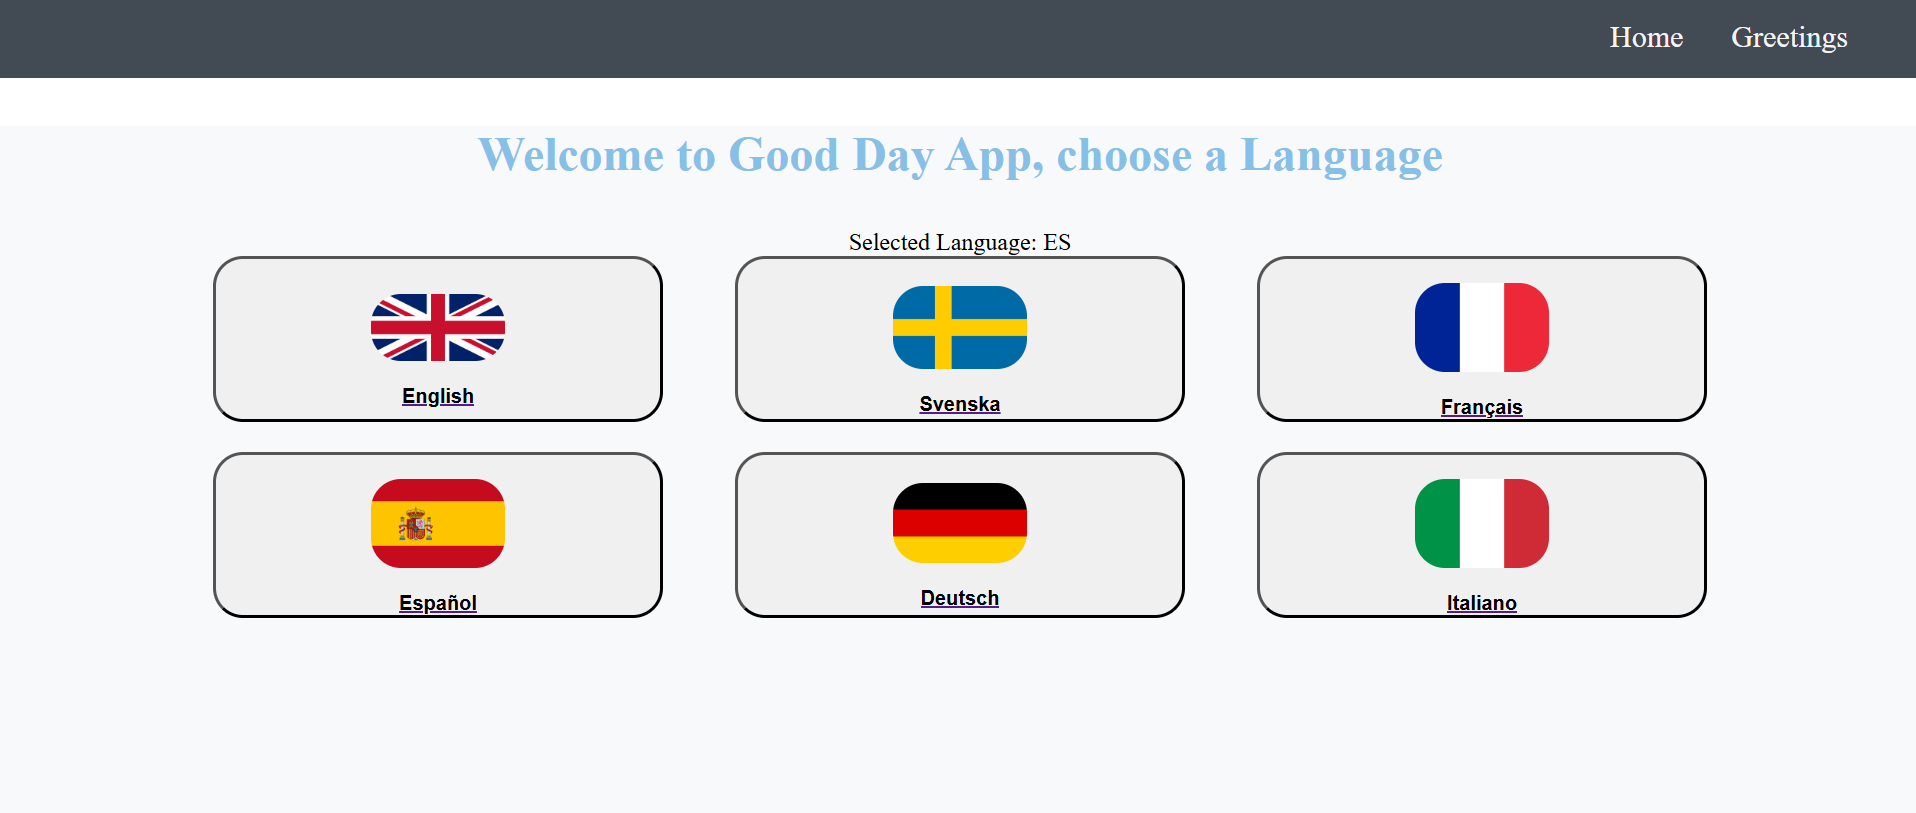 Home Greetings
Welcome to Good Day App, choose a Language
Selected Language: ES
English
Svenska
Français
Español
Deutsch
Italiano